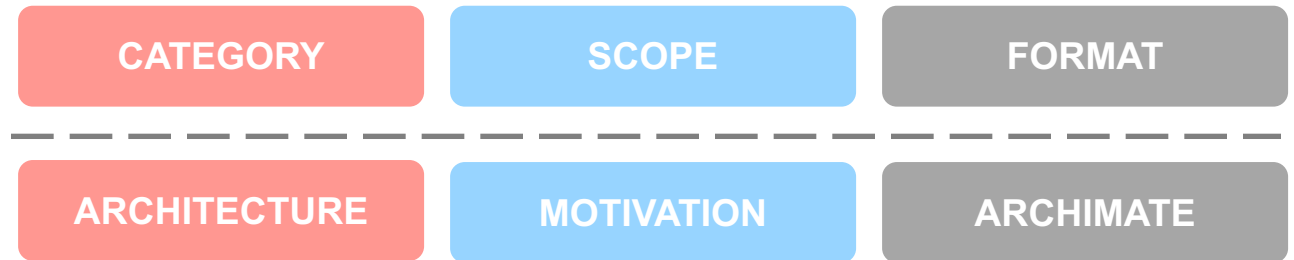 CATEGORY SCOPE FORMAT
ARCHITECTURE MOTIVATION ARCHIMATE